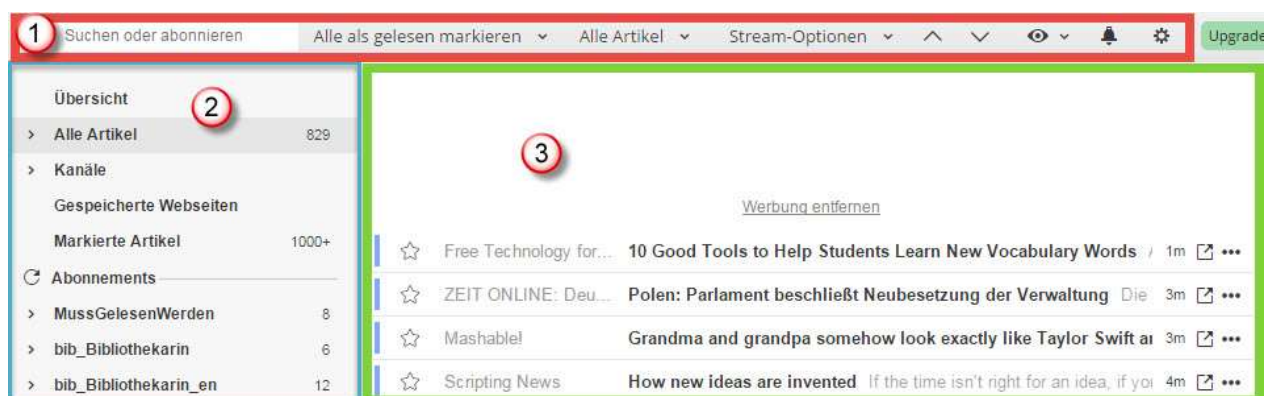 1 Suchen oder abonnieren Alle als gelesen markieren Alle Artikel Stream-Optionen Upgrade
2
Übersicht
Alle Artikel 829
Kanäle
Gespeicherte Webseiten
Markierte Artikel 1000+
Abonnements
MussGelesenWerden 8
bib_Bibliothekarin 6
bib_Bibliothekarin_en 12
3
Werbung entfernen
Free Technology for... 10 Good Tools to Help Students Learn New Vocabulary Words 1m •••
ZEIT ONLINE: Deu... Polen: Parlament beschließt Neubesetzung der Verwaltung Die 3m •••
Mashable! Grandma and grandpa somehow look exactly like Taylor Swift 3m •••
Scripting News How new ideas are invented If the time isn't right for an idea, if you 4m •••